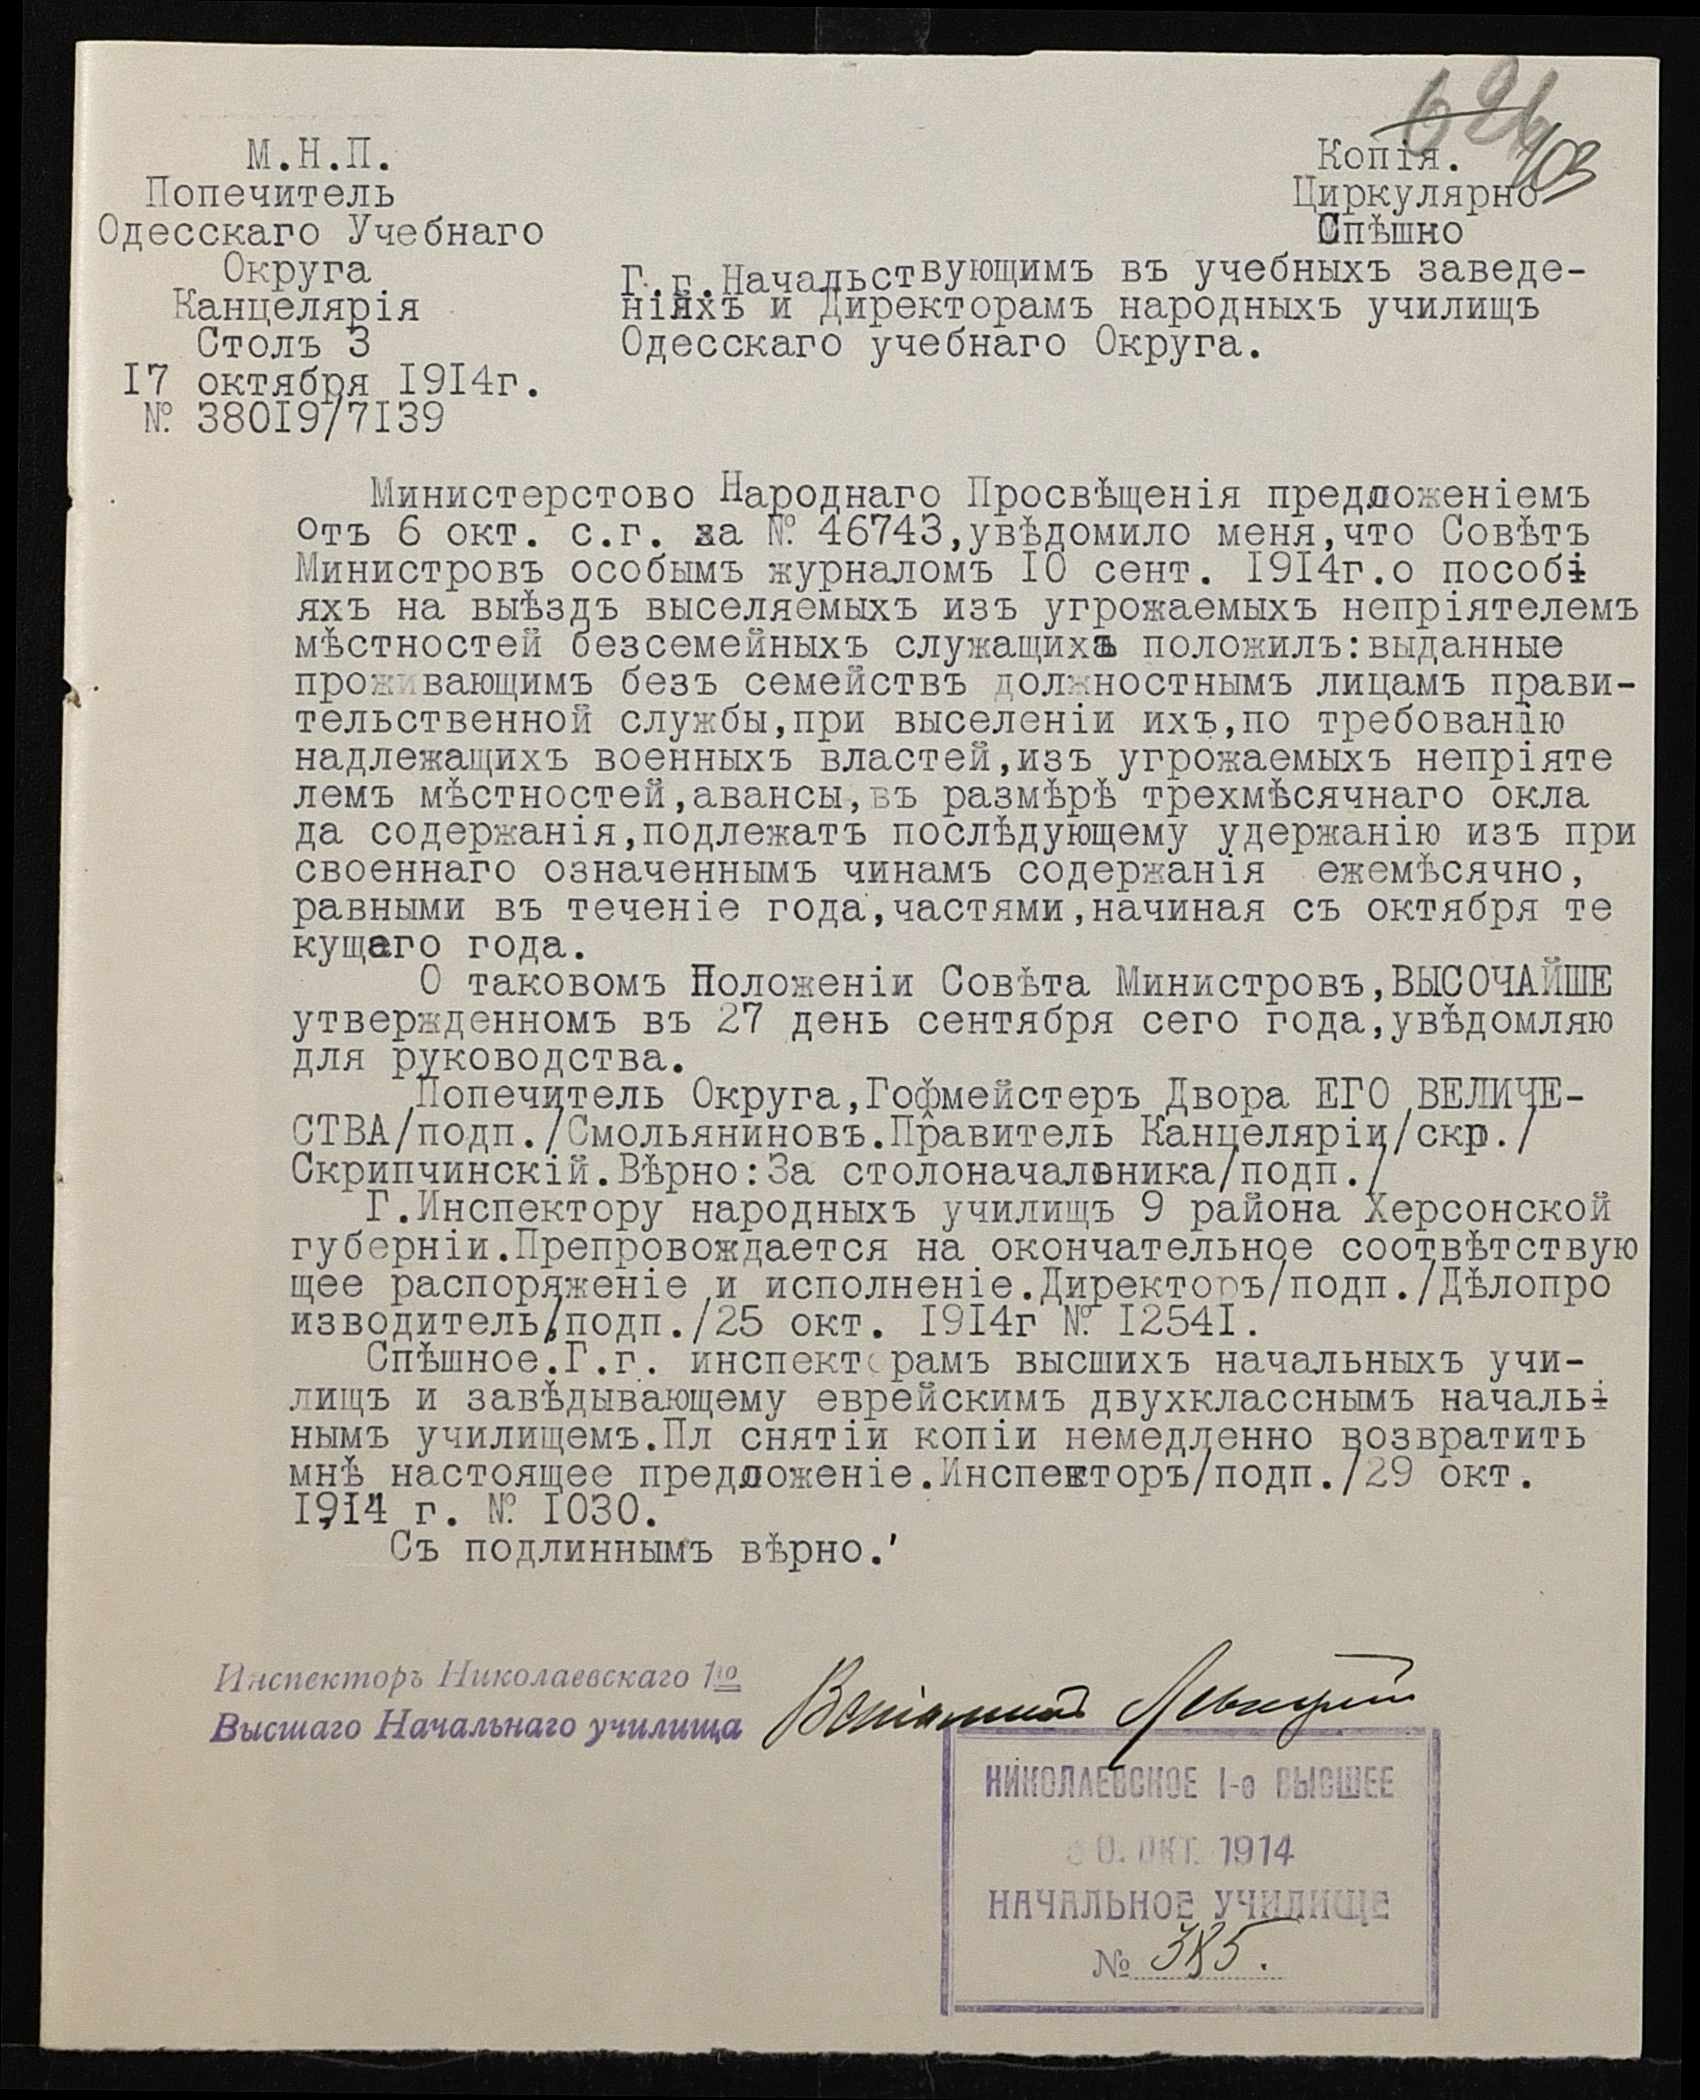 М.Н.П.
Попечитель
Одесскаго Учебнаго
Округа
Канцелярія
Столъ 3
17 октября 1914г.
№ 38019/7139
103
Копія.
Циркулярно
Спѣшно
Г.г.Начальствующимъ въ учебныхъ заведе-
ніяхъ и Директорамъ народныхъ училищъ
Одесскаго учебнаго Округа.
Министерстово Народнаго Просвѣщенія предложеніемъ
отъ 6 окт. с.г. за № 46743,увѣдомило меня,что Совѣтъ
Министровъ особымъ журналомъ 10 сент. 1914г.о пособі
яхъ на выѣздъ выселяемыхъ изъ угрожаемыхъ непріятелемъ
мѣстностей безсемейныхъ служащихъ положилъ:выданные
проживающимъ безъ семействъ должностнымъ лицамъ прави-
тельственной службы,при выселеніи ихъ,по требованію
надлежащихъ военныхъ властей,изъ угрожаемыхъ непріяте
лемъ мѣстностей,авансы,въ размѣрѣ трехмѣсячнаго окла
да содержанія,подлежатъ послѣдующему удержанію изъ при
своеннаго означеннымъ чинамъ содержанія ежемѣсячно,
равными въ теченіе года,частями,начиная съ октября те
кущаго года.
О таковомъ Положеніи Совѣта Министровъ,ВЫСОЧАЙШЕ
утвержденномъ въ 27 день сентября сего года,увѣдомляю
для руководства.
Попечитель Округа,Гофмейстеръ Двора ЕГО ВЕЛИЧЕ-
СТВА/подп./Смольяниновъ.Правитель Канцеляріи/скр./
Скрипчинскій.Вѣрно:За столоначальника/подп./
Г.Инспектору народныхъ училищъ 9 района Херсонской
губерніи.Препровождается на окончательное соотвѣтствую
щее распоряженіе и исполненіе.Директоръ/подп./Дѣлопро
изводитель/подп./25 окт. 1914г № 12541.
Спѣшное.Г.г. инспекторамъ высшихъ начальныхъ учи-
лищъ и завѣдывающему еврейскимъ двухкласснымъ началь
нымъ училищемъ.Пл снятіи копіи немедленно возвратить
мнѣ настоящее предложеніе.Инспекторъ/подп./29 окт.
1914 г. № 1030.
Съ подлиннымъ вѣрно.
Инспекторъ Николаевскаго 1го
Высшаго Начальнаго училища
НИКОЛАЕВСКОЕ 1-е ВЫСШЕЕ
30. ОКТ. 1914
НАЧАЛЬНОЕ УЧИЛИЩЕ
№ 385.